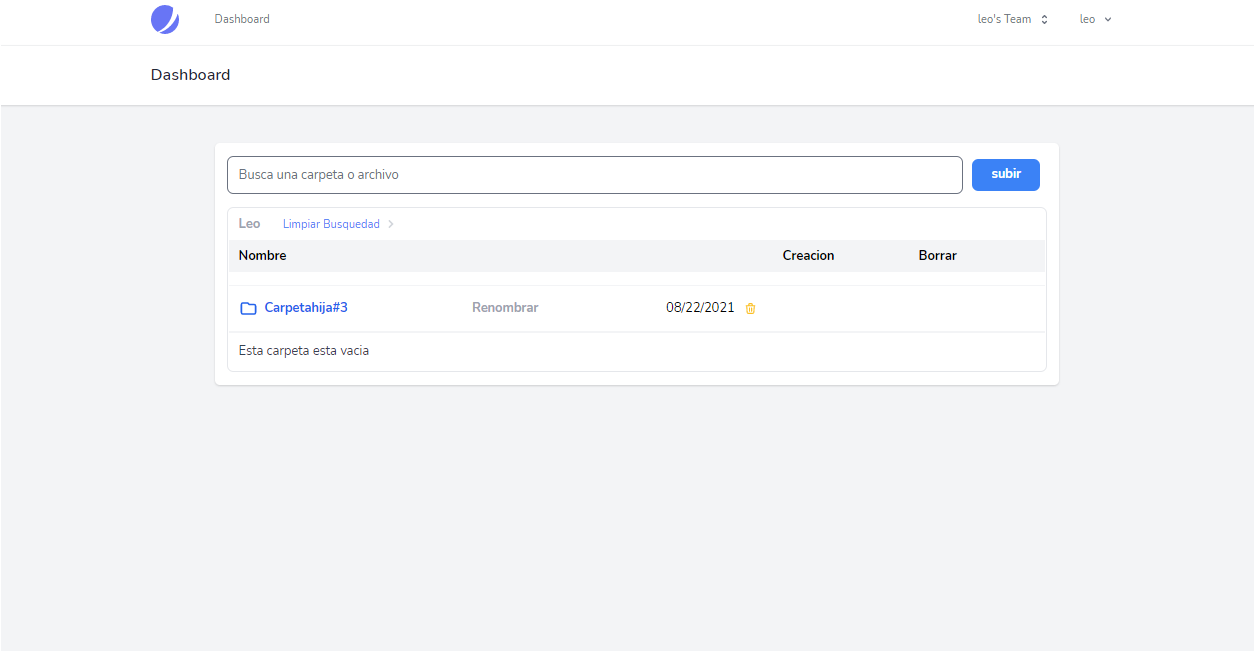 Dashboard leo's Team leo
Dashboard
Busca una carpeta o archivo subir
Leo Limpiar Busquedad
Nombre Creacion Borrar
Carpetahija#3 Renombrar 08/22/2021
Esta carpeta esta vacia